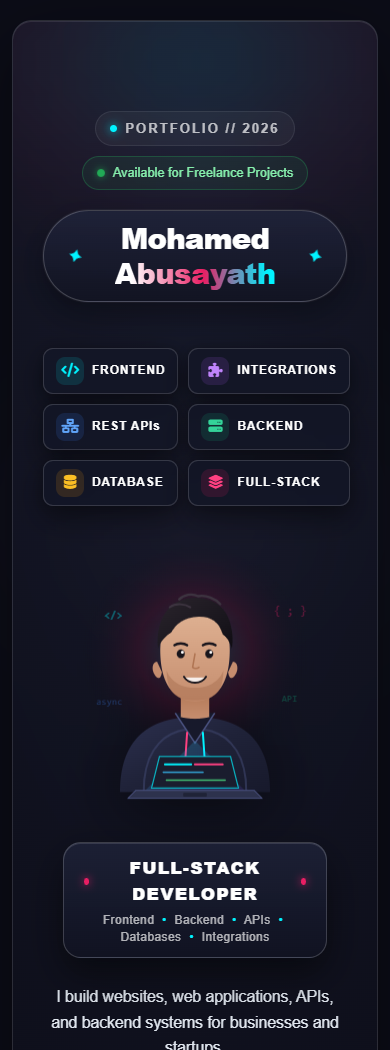 PORTFOLIO // 2026
Available for Freelance Projects
Mohamed
Abusayath
FRONTEND
INTEGRATIONS
REST APIs
BACKEND
DATABASE
FULL-STACK
</>
{ ; }
async
API
FULL-STACK
DEVELOPER
Frontend • Backend • APIs •
Databases • Integrations
I build websites, web applications, APIs,
and backend systems for businesses and
startups.